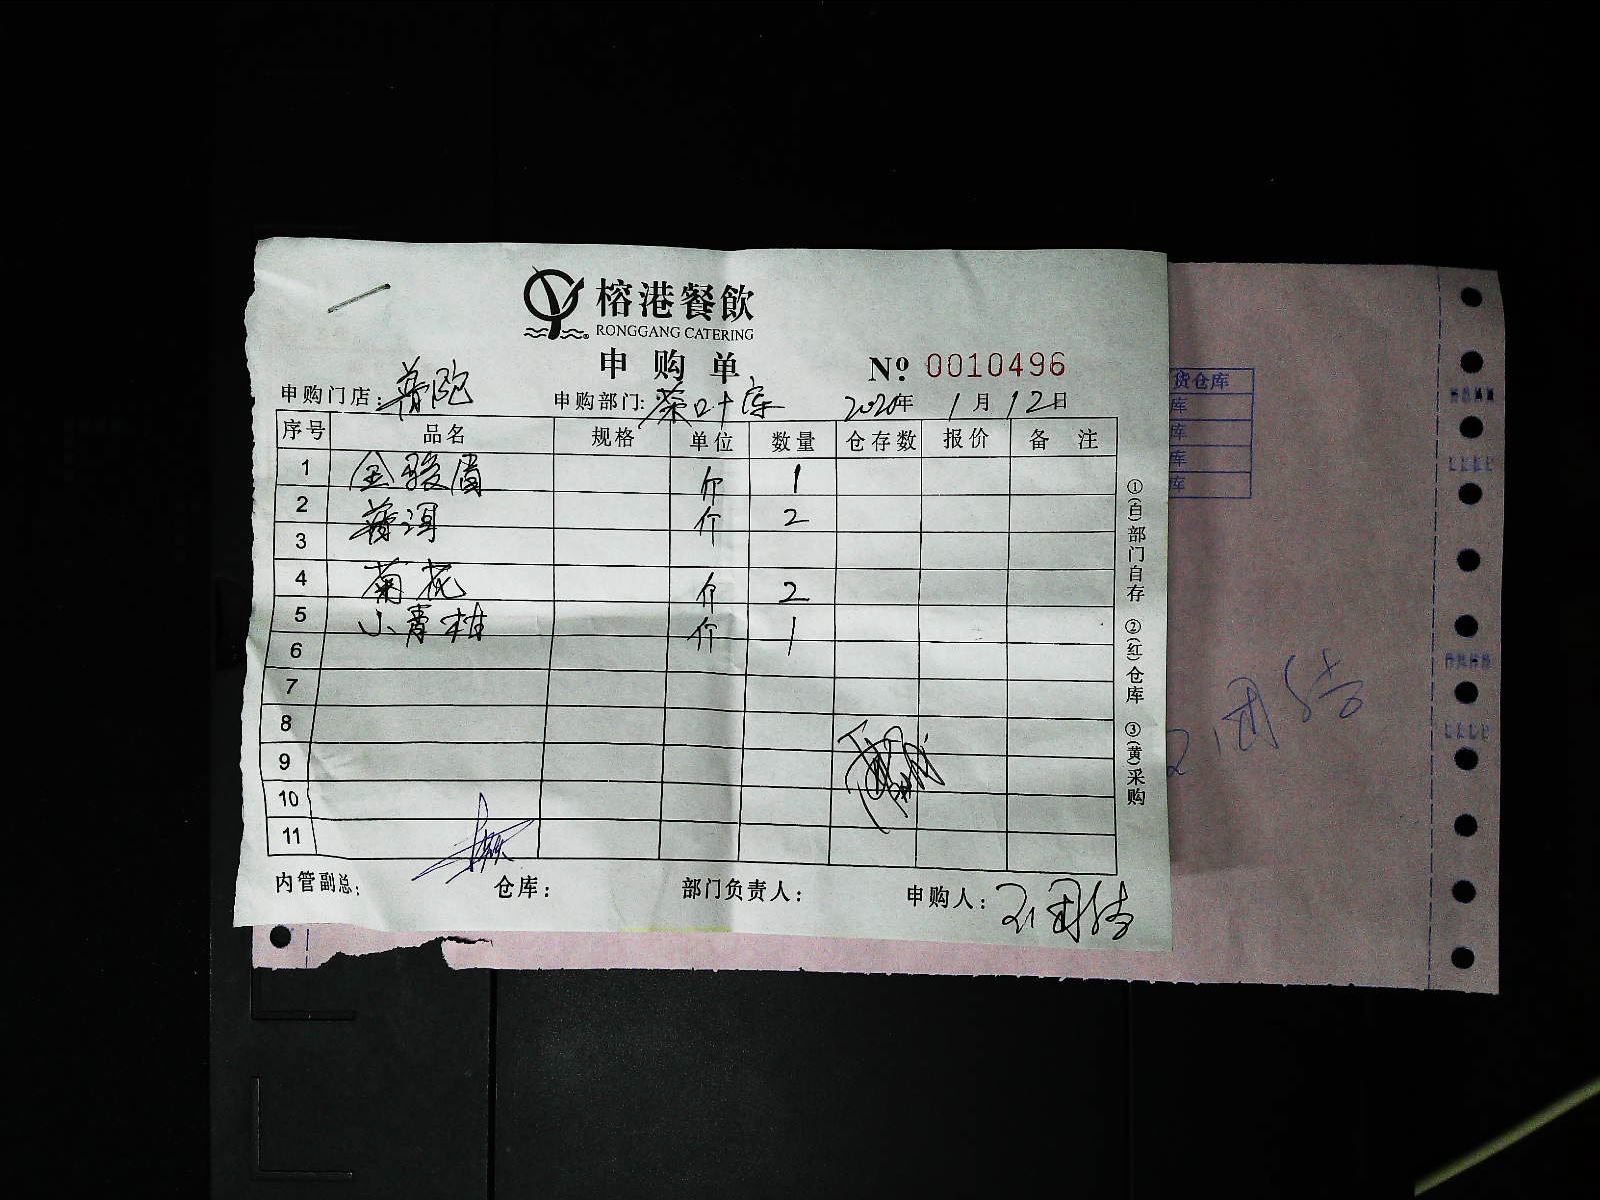 榕港餐飲
RONGGANG CATERING
申购单 Nº 0010496
申购门店：普陀 申购部门：茶叶库 2020年 1月 12日
序号 品名 规格 单位 数量 仓存数 报价 备 注
1 金骏眉 斤 1
2 普洱 斤 2
3
4 菊花 斤 2
5 小青柑 斤 1
6
7
8
9
10
11
①(白)部门自存 ②(红)仓库 ③(黄)采购
内管副总： 仓库： 部门负责人： 申购人：
货仓库
库
库
库
库